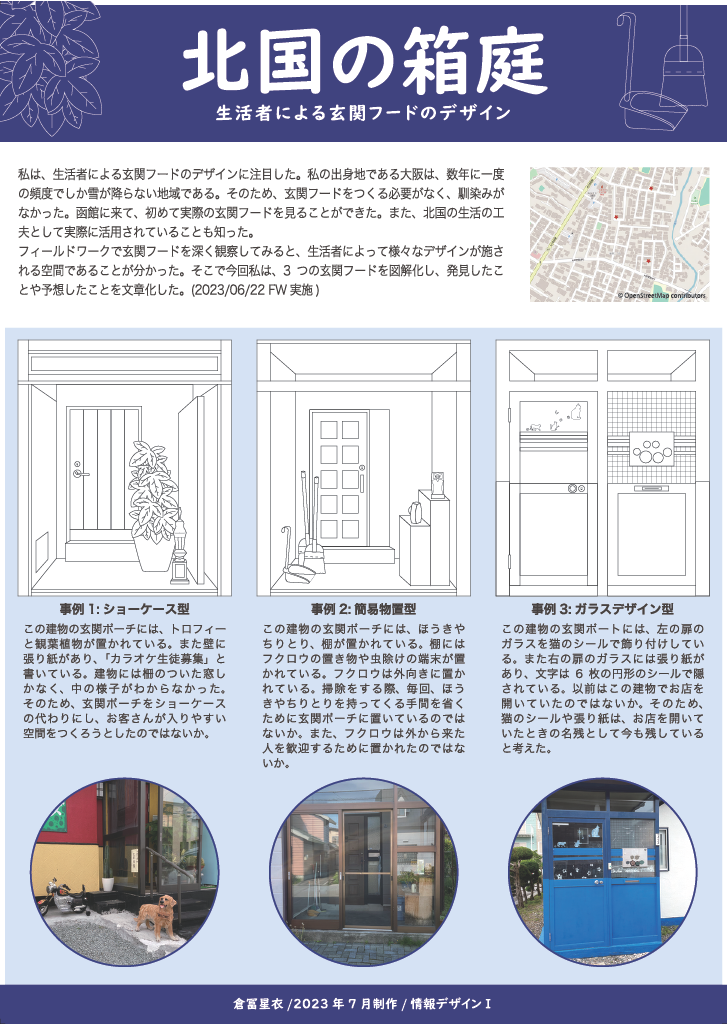 北国の箱庭
生活者による玄関フードのデザイン
私は、生活者による玄関フードのデザインに注目した。私の出身地である大阪は、数年に一度
の頻度でしか雪が降らない地域である。そのため、玄関フードをつくる必要がなく、馴染みが
なかった。函館に来て、初めて実際の玄関フードを見ることができた。また、北国の生活の工
夫として実際に活用されていることも知った。
フィールドワークで玄関フードを深く観察してみると、生活者によって様々なデザインが施さ
れる空間であることが分かった。そこで今回私は、3 つの玄関フードを図解化し、発見したこ
とや予想したことを文章化した。(2023/06/22 FW 実施 )
© OpenStreetMap contributors
事例 1: ショーケース型
この建物の玄関ポーチには、トロフィー
と観葉植物が置かれている。また壁に
張り紙があり、「カラオケ生徒募集」と
書いている。建物には柵のついた窓し
かなく、中の様子がわからなかった。
そのため、玄関ポーチをショーケース
の代わりにし、お客さんが入りやすい
空間をつくろうとしたのではないか。
事例 2: 簡易物置型
この建物の玄関ポーチには、ほうきや
ちりとり、棚が置かれている。棚には
フクロウの置き物や虫除けの端末が置
かれている。フクロウは外向きに置か
れている。掃除をする際、毎回、ほう
きやちりとりを持ってくる手間を省く
ために玄関ポーチに置いているのでは
ないか。また、フクロウは外から来た
人を歓迎するために置かれたのではな
いか。
事例 3: ガラスデザイン型
この建物の玄関ポートには、左の扉の
ガラスを猫のシールで飾り付けしてい
る。また右の扉のガラスには張り紙が
あり、文字は 6 枚の円形のシールで隠
されている。以前はこの建物でお店を
開いていたのではないか。そのため、
猫のシールや張り紙は、お店を開いて
いたときの名残として今も残している
と考えた。
倉冨星衣 /2023 年 7 月制作 / 情報デザイン I